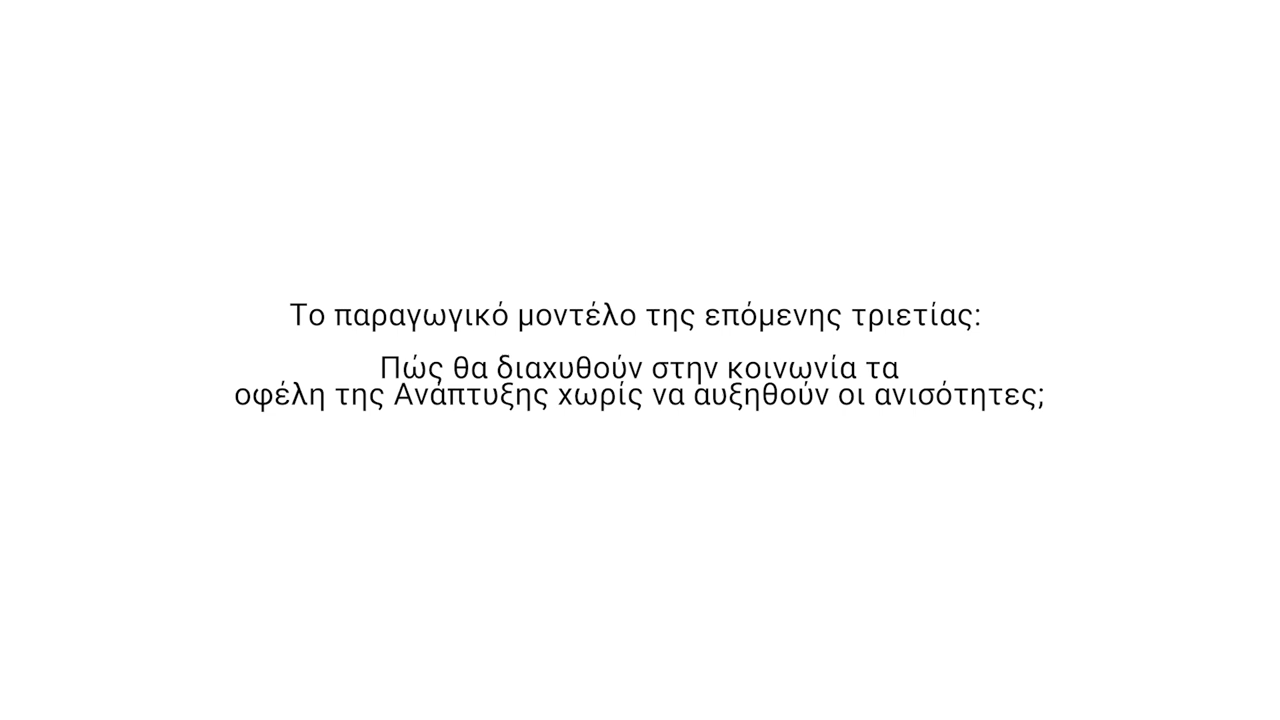 Το παραγωγικό μοντέλο της επόμενης τριετίας:
Πώς θα διαχυθούν στην κοινωνία τα
οφέλη της Ανάπτυξης χωρίς να αυξηθούν οι ανισότητες;